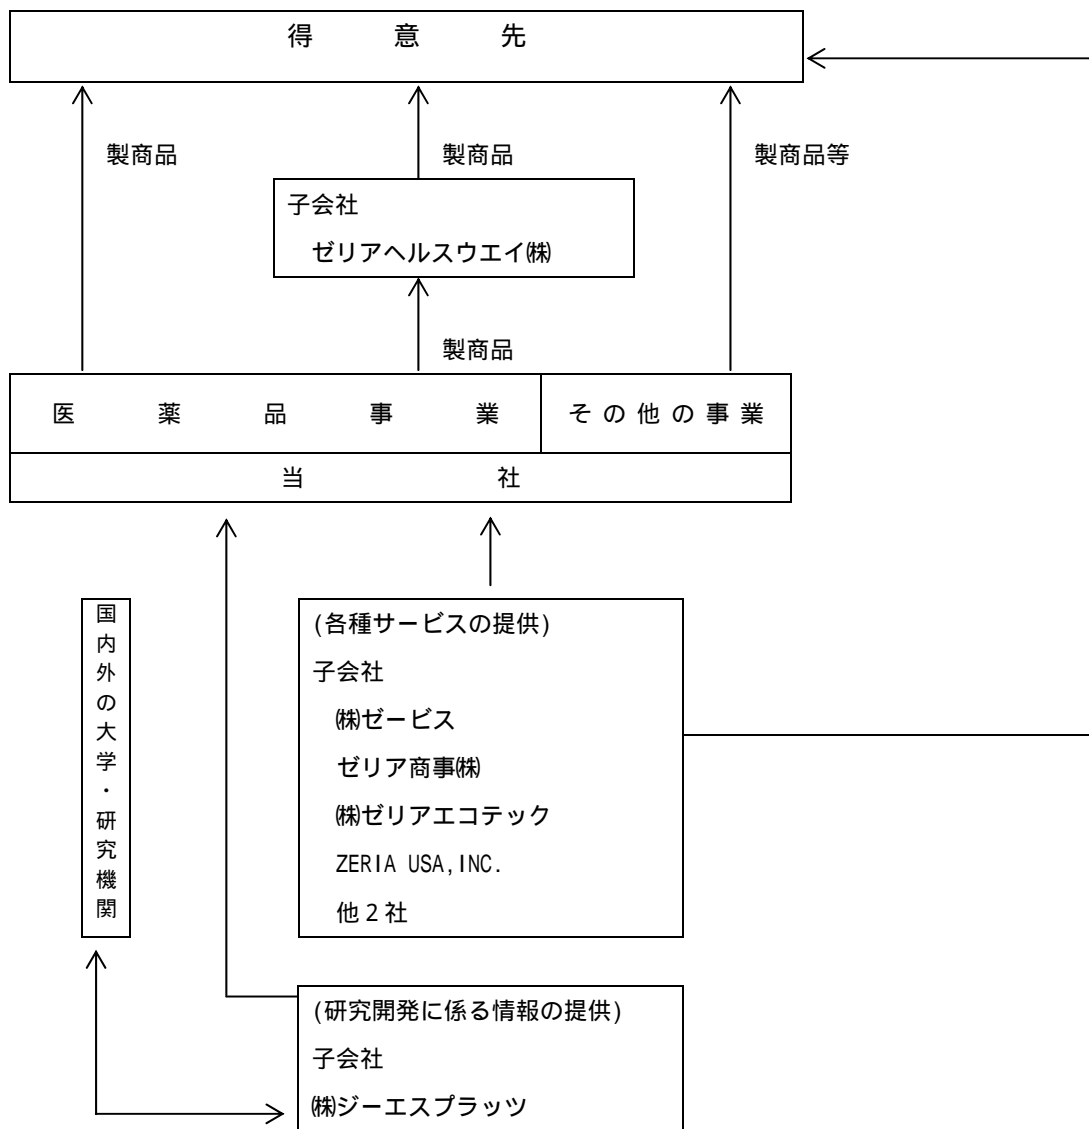 得意先
製商品
製商品
製商品等
子会社
ゼリアヘルスウエイ㈱
製商品
医薬品事業
その他の事業
当社
国内外の大学・研究機関
(各種サービスの提供)
子会社
㈱ゼービス
ゼリア商事㈱
㈱ゼリアエコテック
ZERIA USA,INC.
他2社
(研究開発に係る情報の提供)
子会社
㈱ジーエスプラッツ